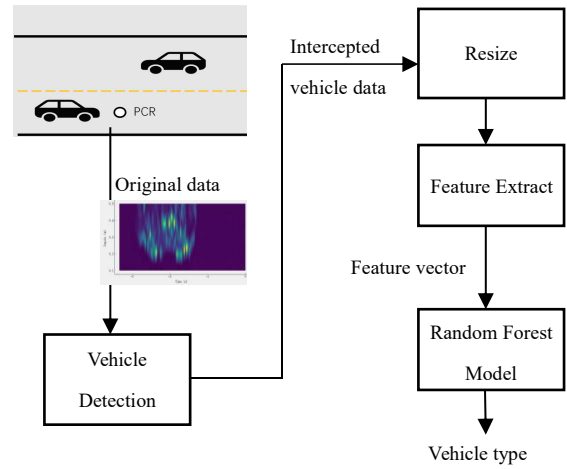 PCR
Original data
Vehicle
Detection
Intercepted
vehicle data
Resize
Feature Extract
Feature vector
Random Forest
Model
Vehicle type